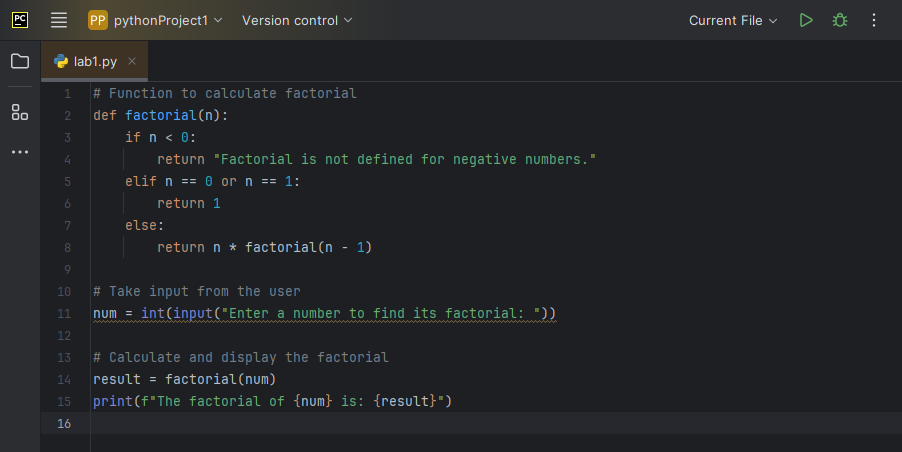 PC PP pythonProject1 Version control Current File
lab1.py
1 # Function to calculate factorial
2 def factorial(n):
3     if n < 0:
4         return "Factorial is not defined for negative numbers."
5     elif n == 0 or n == 1:
6         return 1
7     else:
8         return n * factorial(n - 1)
9
10 # Take input from the user
11 num = int(input("Enter a number to find its factorial: "))
12
13 # Calculate and display the factorial
14 result = factorial(num)
15 print(f"The factorial of {num} is: {result}")
16